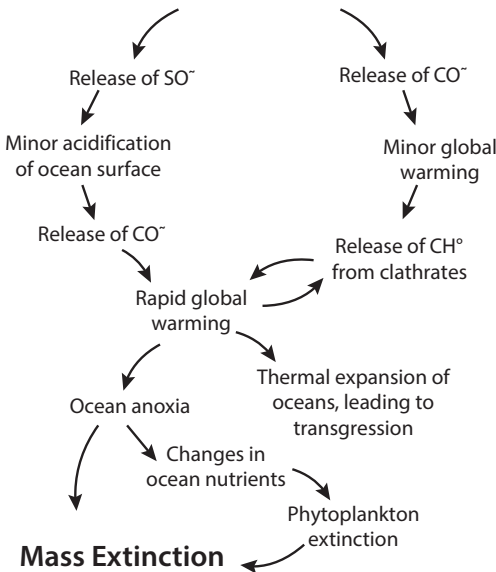 Release of SO˜
Release of CO˜
Minor acidification
of ocean surface
Minor global
warming
Release of CO˜
Release of CH°
from clathrates
Rapid global
warming
Thermal expansion of
oceans, leading to
transgression
Ocean anoxia
Changes in
ocean nutrients
Phytoplankton
extinction
Mass Extinction